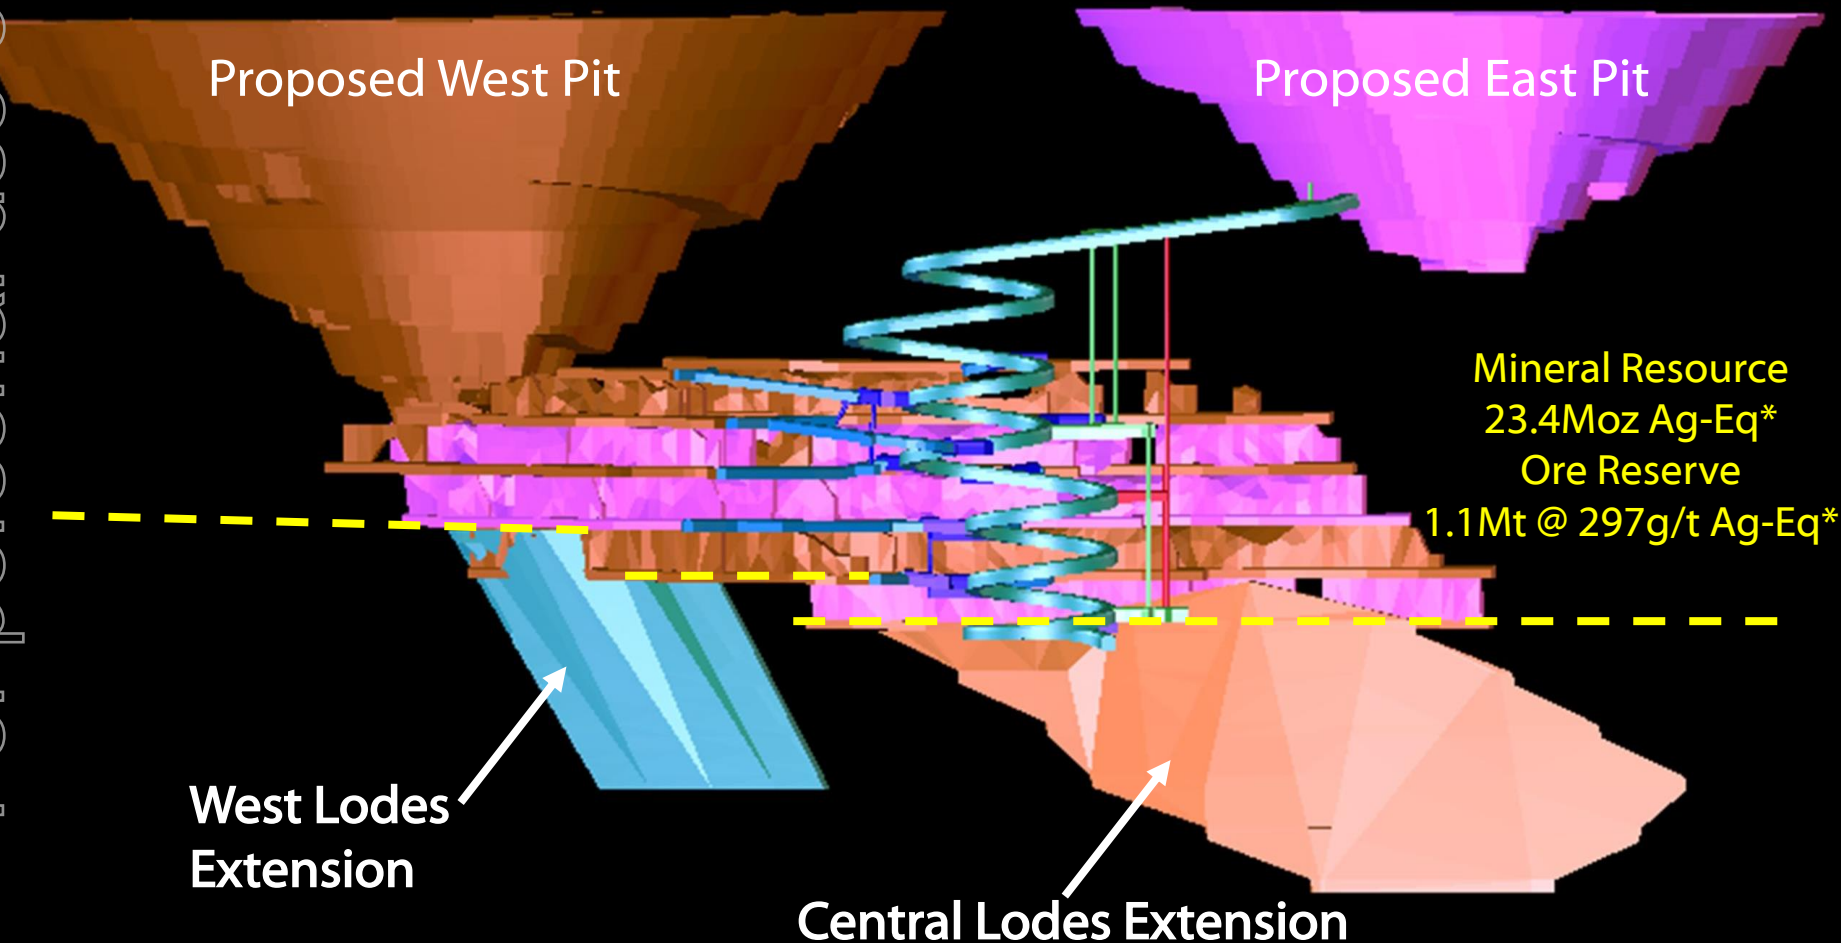 Proposed West Pit
Proposed East Pit
Mineral Resource
23.4Moz Ag-Eq*
Ore Reserve
1.1Mt @ 297g/t Ag-Eq*
West Lodes
Extension
Central Lodes Extension